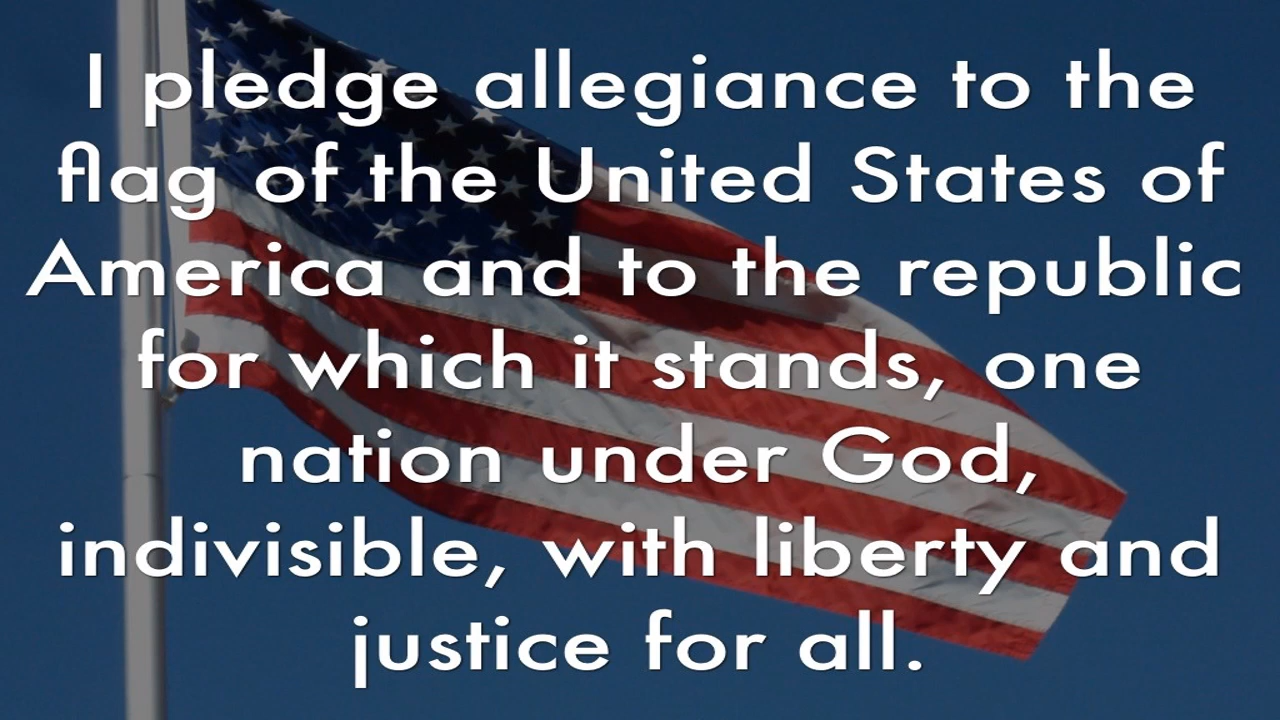 I pledge allegiance to the
flag of the United States of
America and to the republic
for which it stands, one
nation under God,
indivisible, with liberty and
justice for all.